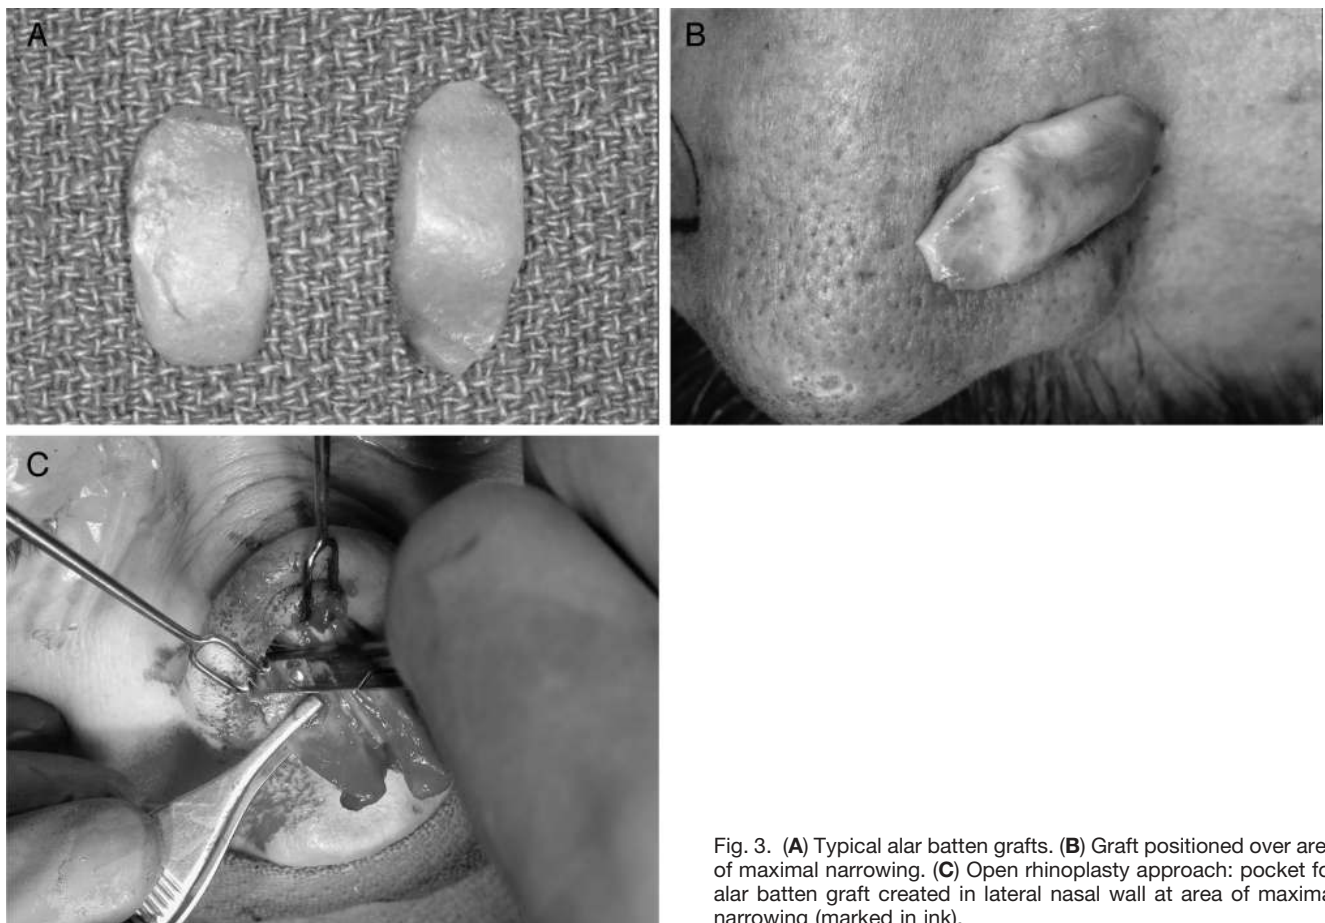 A
B
C
Fig. 3. (A) Typical alar batten grafts. (B) Graft positioned over are
of maximal narrowing. (C) Open rhinoplasty approach: pocket fo
alar batten graft created in lateral nasal wall at area of maxima
narrowing (marked in ink).